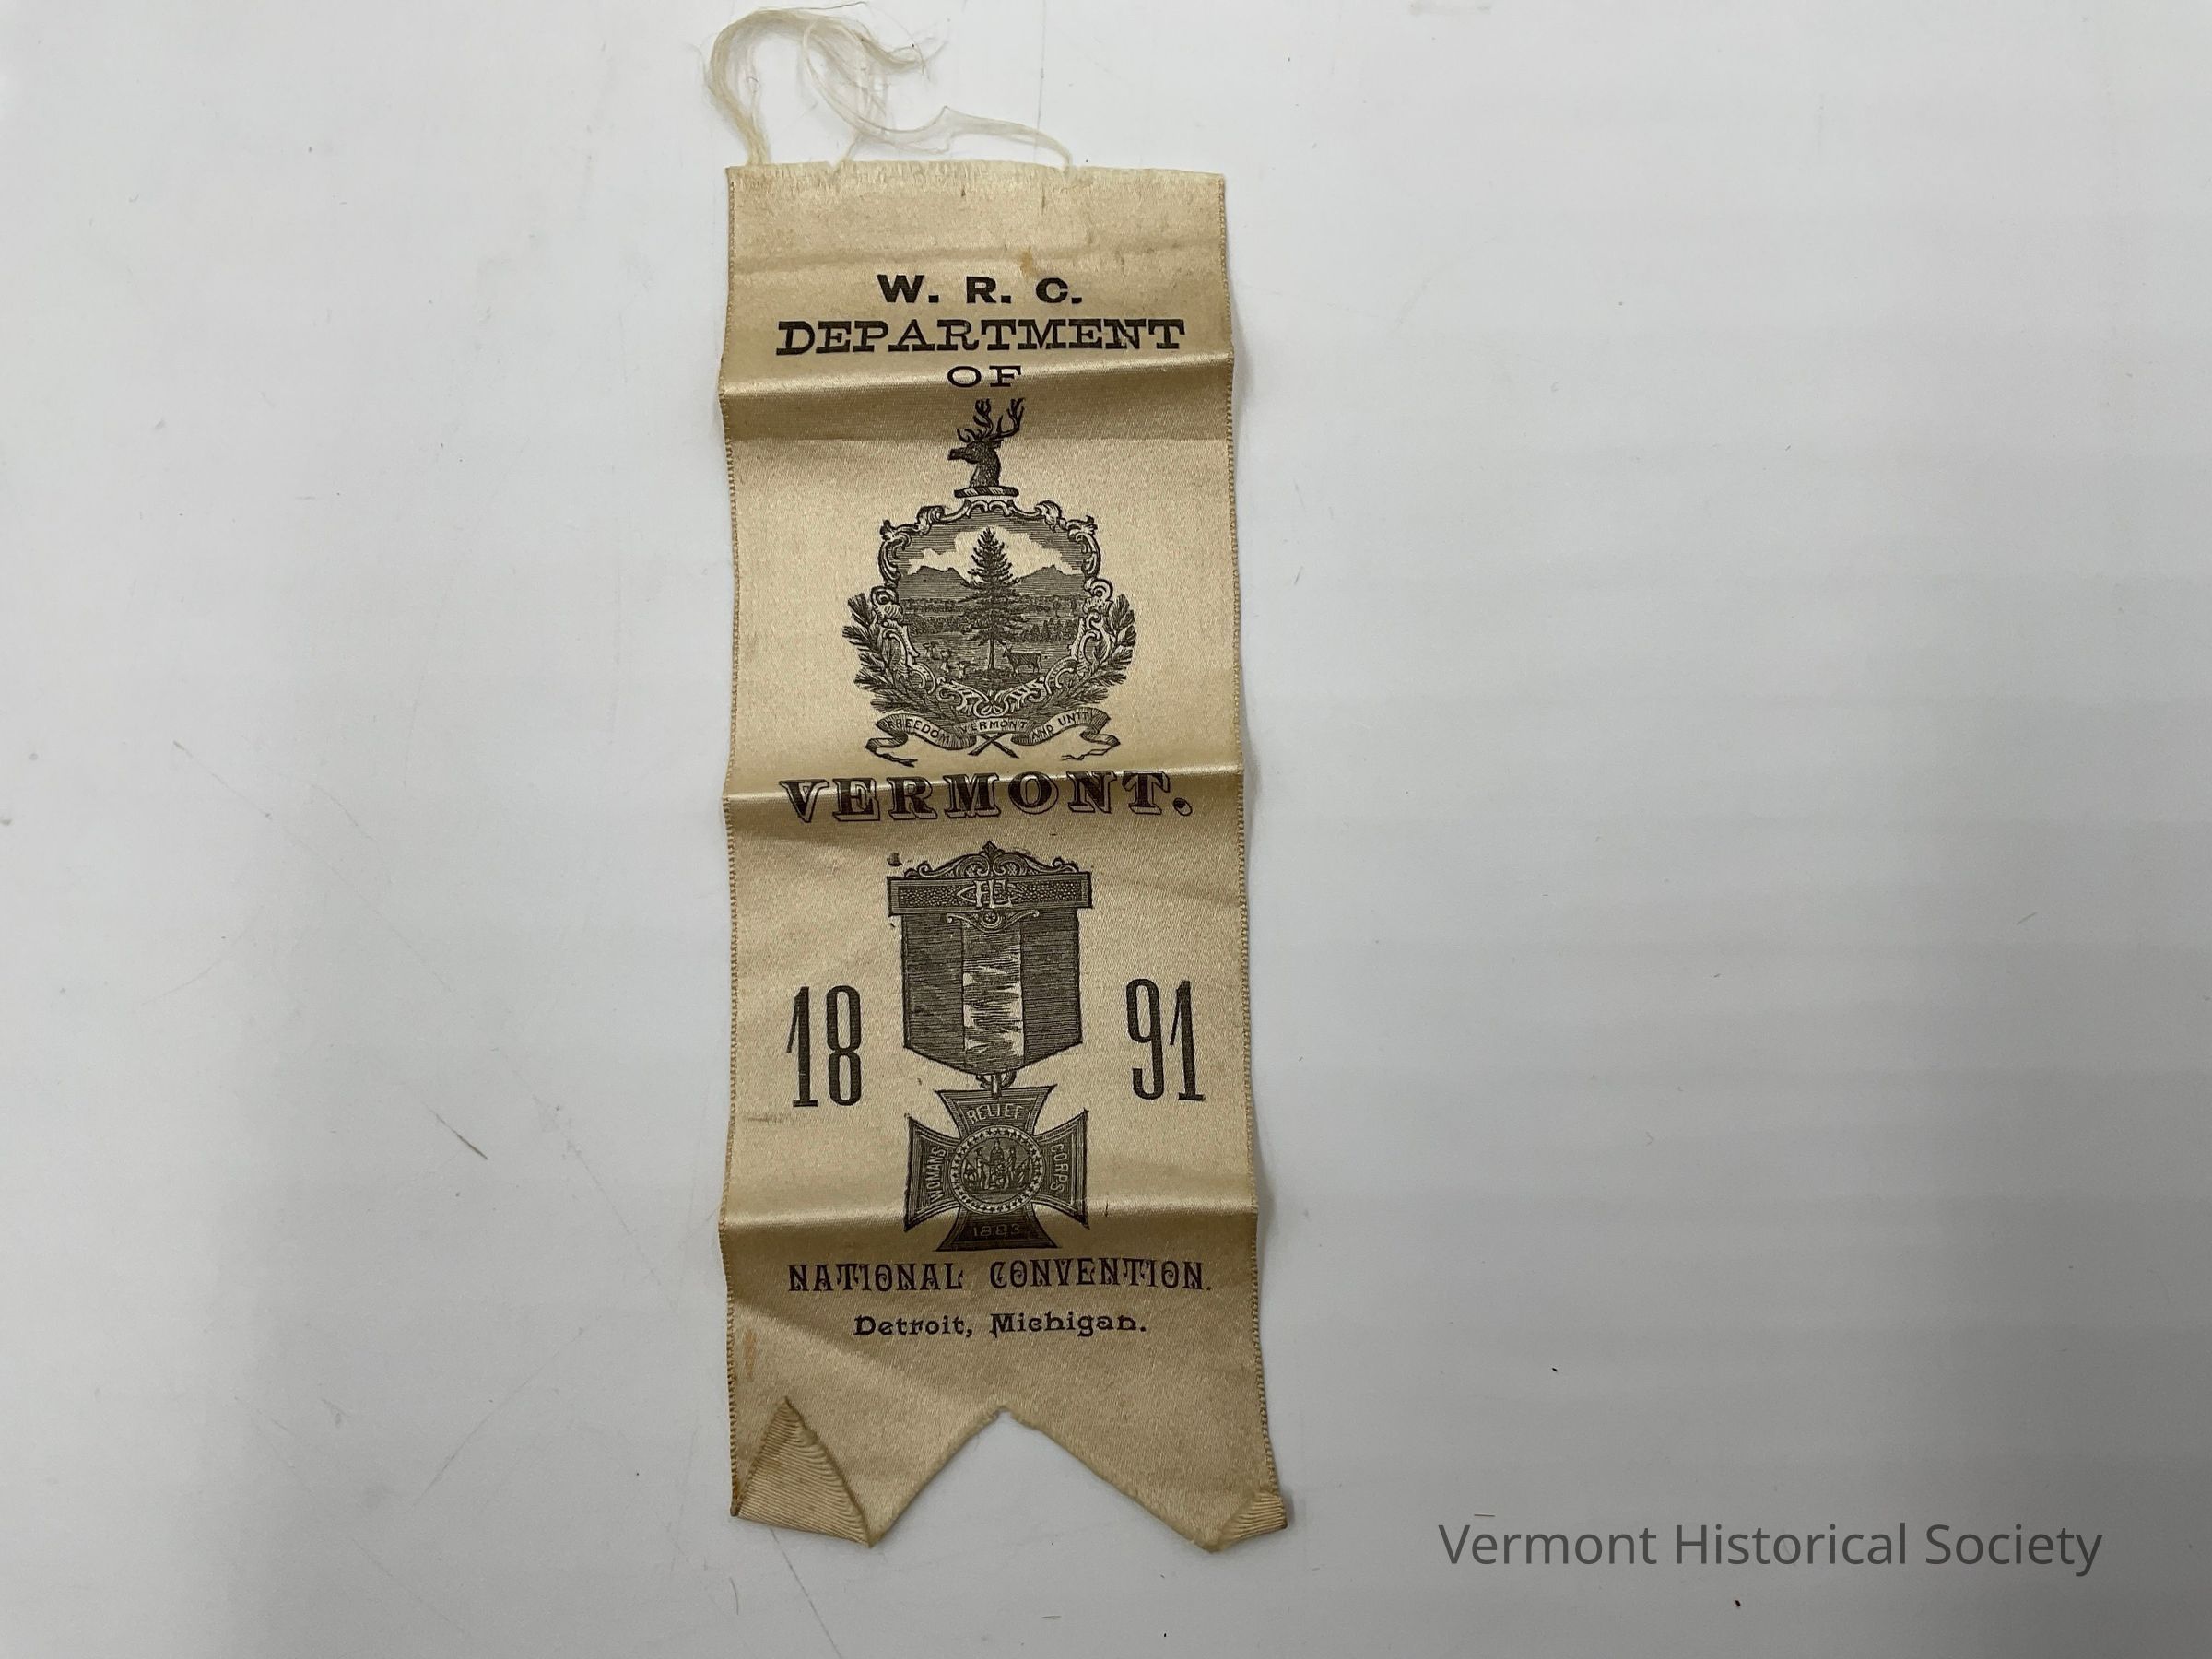 W. R. C.
DEPARTMENT
OF
FREEDOM VERMONT AND UNITY
VERMONT.
FCL
18 91
RELIEF
WOMANS CORPS
1883
NATIONAL CONVENTION.
Detroit, Michigan.
Vermont Historical Society